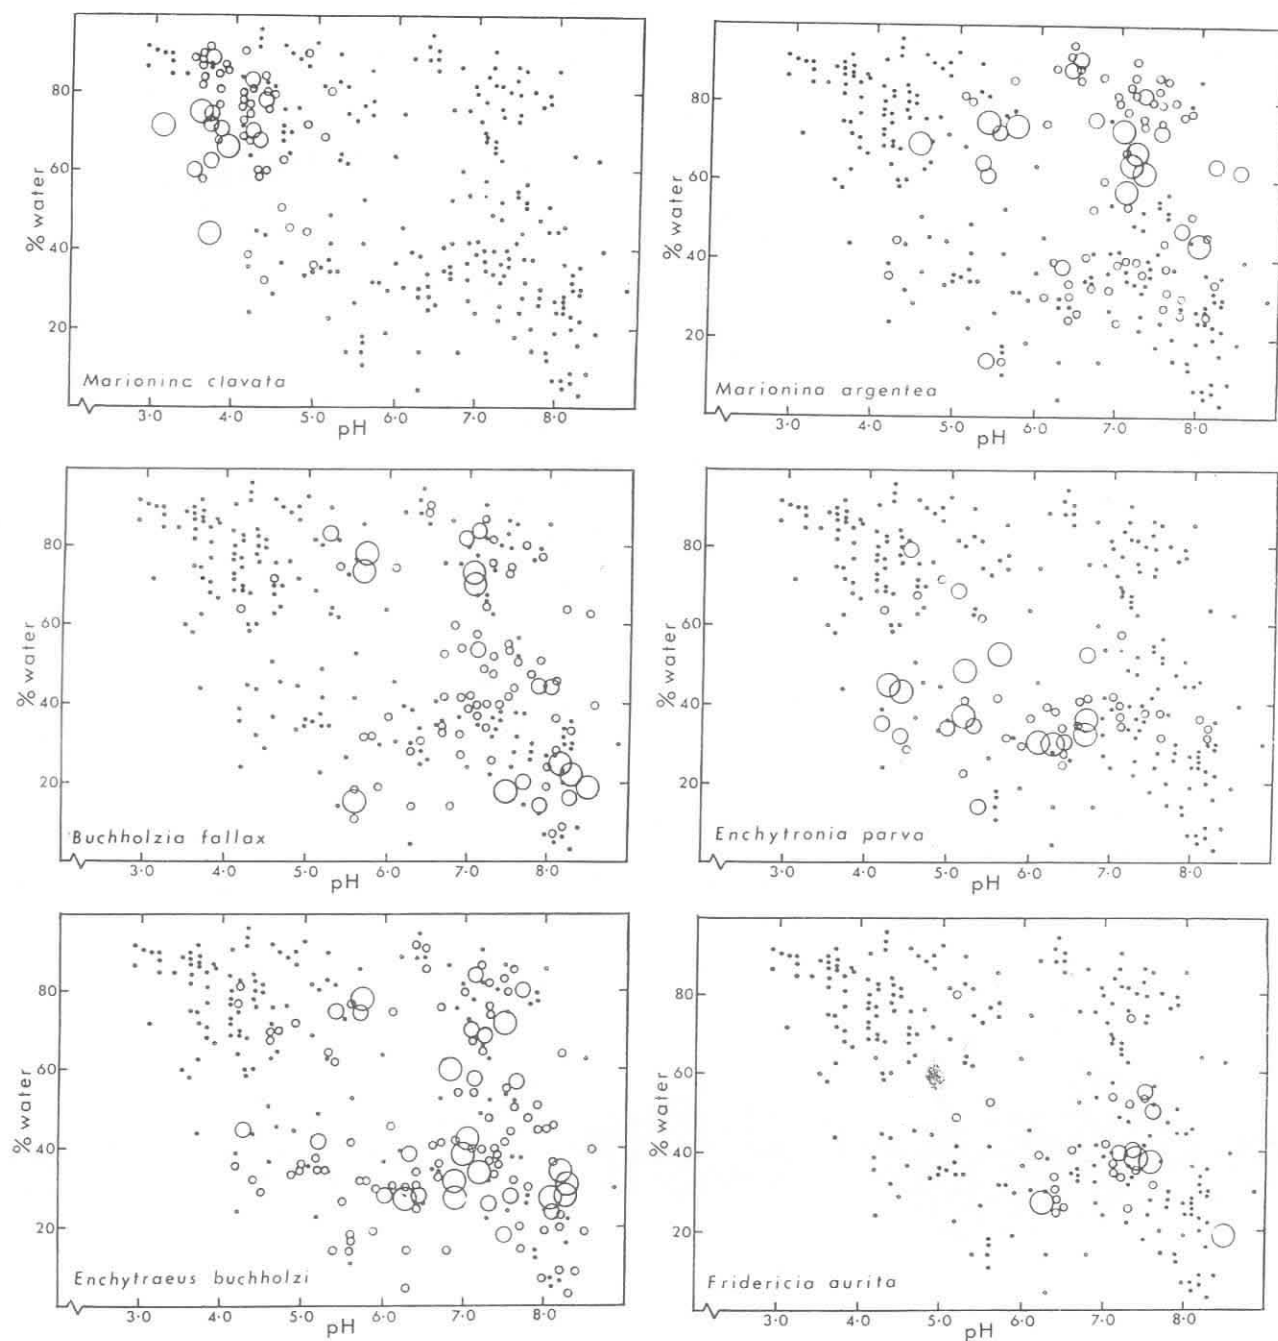 80
60
40
20
% water
Marioninc clavata
3·0 4·0 5·0 6·0 7·0 8·0
pH
80
60
40
20
% water
Marionina argentea
3·0 4·0 5·0 6·0 7·0 8·0
pH
80
60
40
20
% water
Buchholzia fallax
3·0 4·0 5·0 6·0 7·0 8·0
pH
80
60
40
20
% water
Enchytronia parva
3·0 4·0 5·0 6·0 7·0 8·0
pH
80
60
40
20
% water
Enchytraeus buchholzi
3·0 4·0 5·0 6·0 7·0 8·0
pH
80
60
40
20
% water
Fridericia aurita
3·0 4·0 5·0 6·0 7·0 8·0
pH